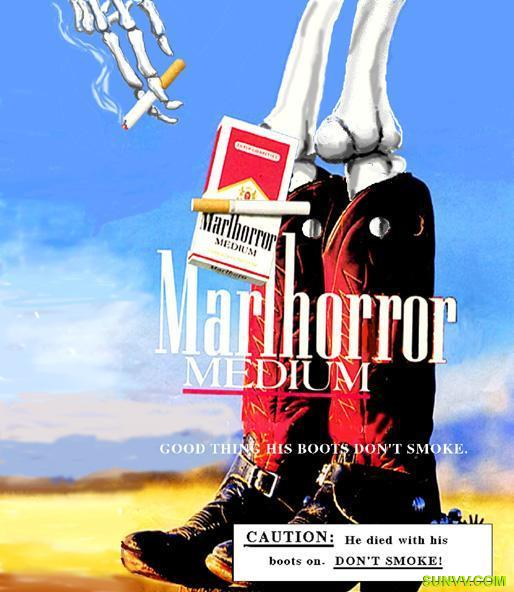 Marlhorror
MEDIUM
Marlhorror
MEDIUM
GOOD THING HIS BOOTS DON'T SMOKE.
CAUTION: He died with his
boots on. DON'T SMOKE!
SUNVV.COM